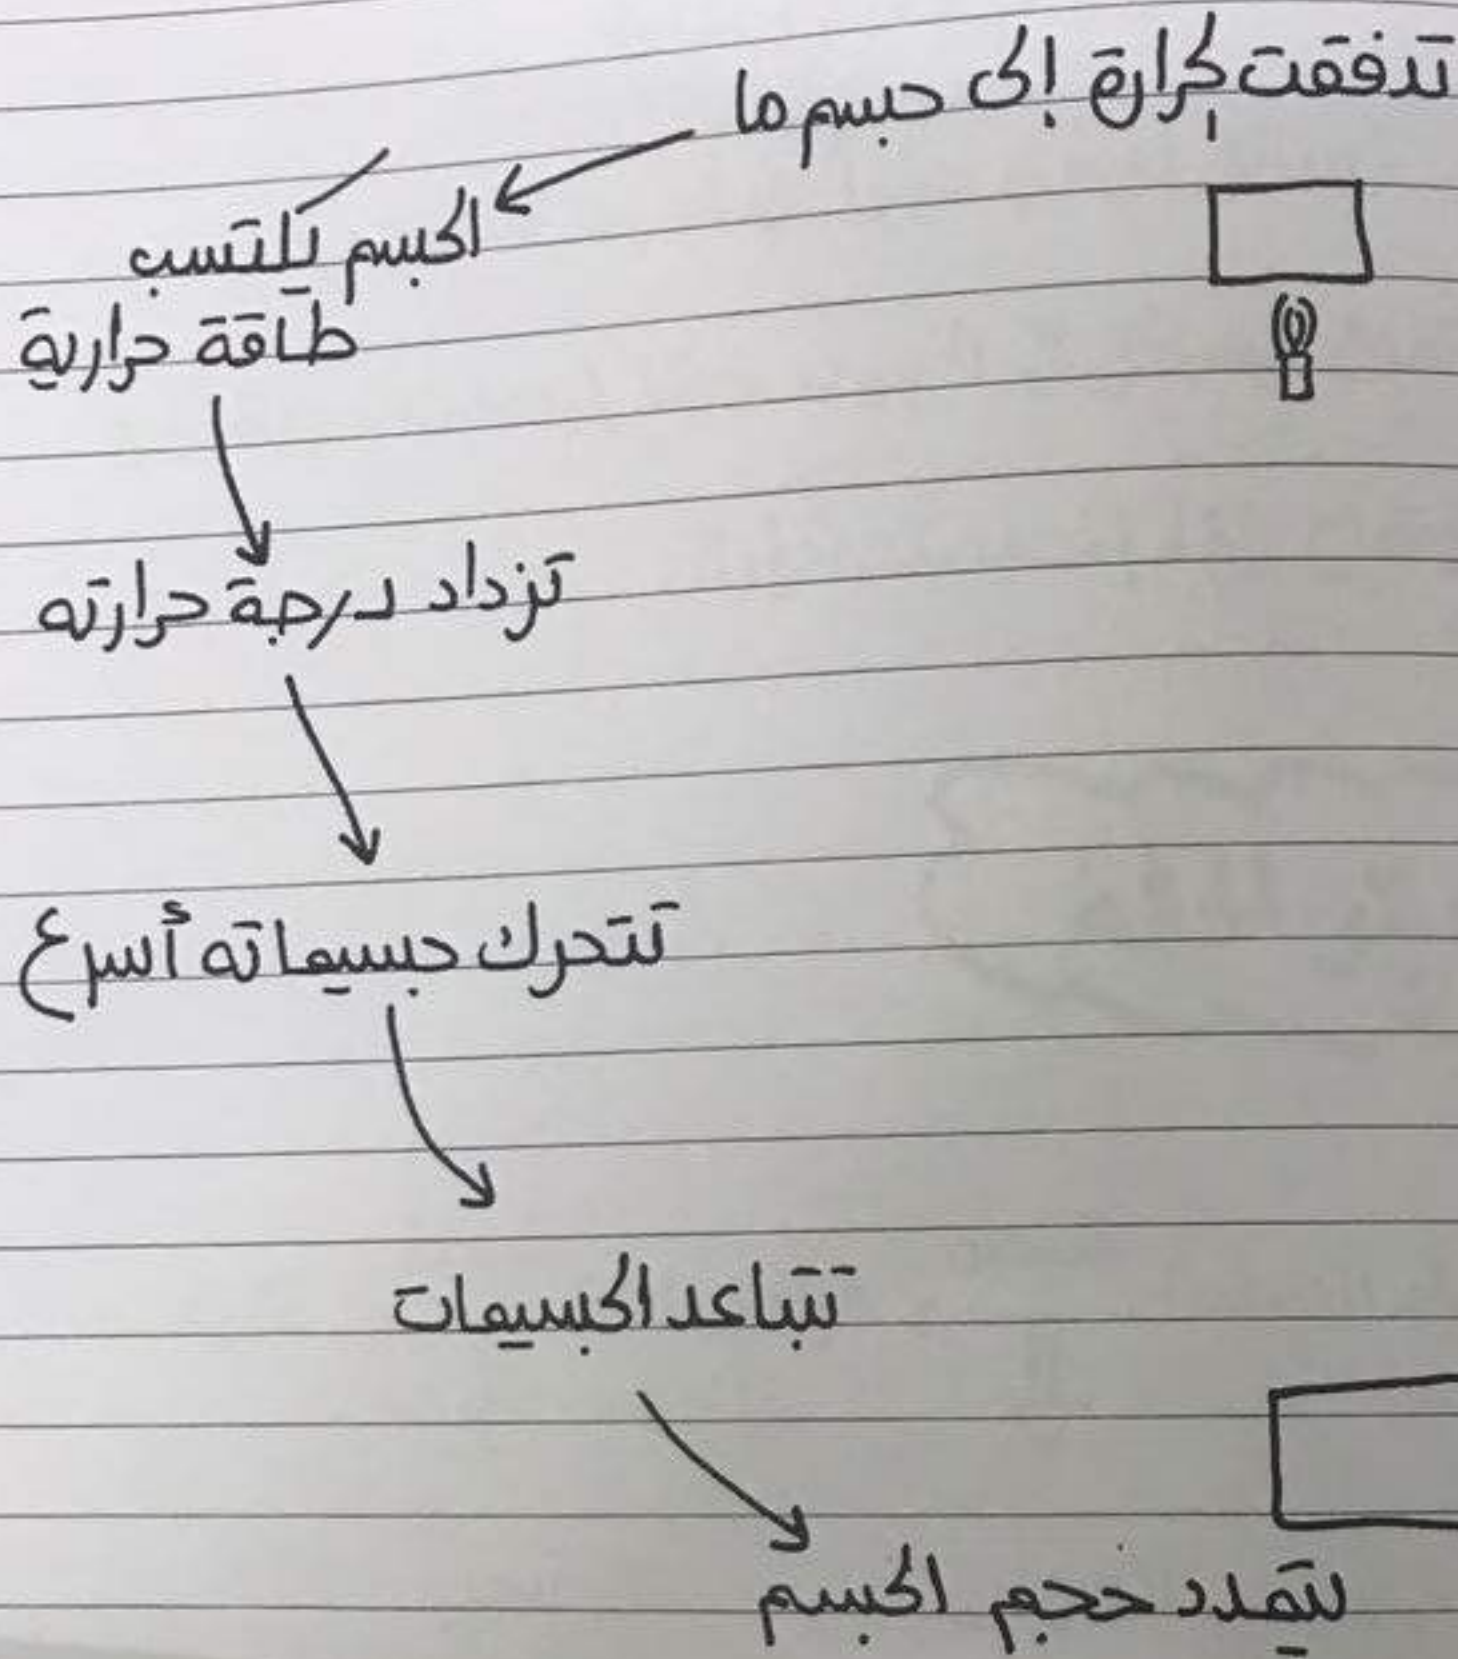 تدفقت الحرارة إلى جسم ما
الجسم يكتسب
طاقة حرارية
تزداد درجة حرارته
تتحرك جسيماته أسرع
تتباعد الجسيمات
يتمدد حجم الجسم